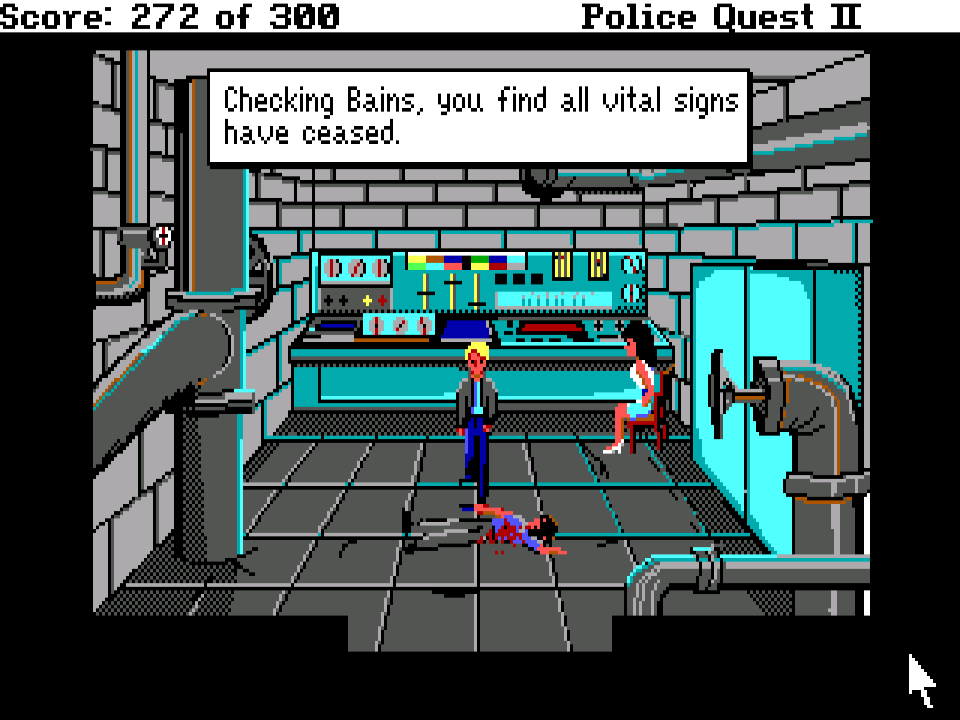 Score: 272 of 300 Police Quest II
Checking Bains, you find all vital signs
have ceased.